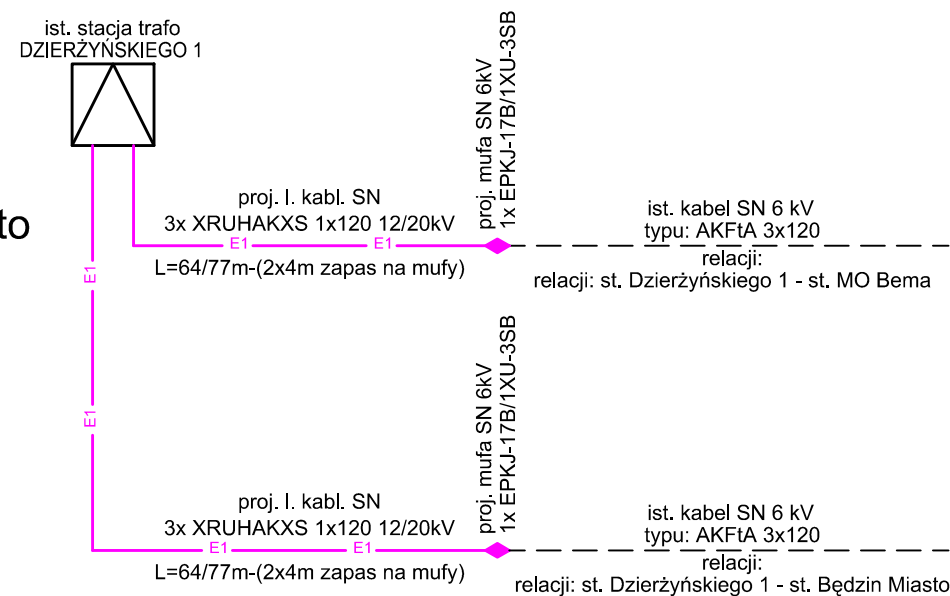 ist. stacja trafo
DZIERŻYŃSKIEGO 1
to
proj. l. kabl. SN
3x XRUHAKXS 1x120 12/20kV
E1
E1
L=64/77m-(2x4m zapas na mufy)
proj. mufa SN 6kV
1x EPKJ-17B/1XU-3SB
ist. kabel SN 6 kV
typu: AKFtA 3x120
relacji:
relacji: st. Dzierżyńskiego 1 - st. MO Bema
E1
E1
proj. l. kabl. SN
3x XRUHAKXS 1x120 12/20kV
E1
E1
L=64/77m-(2x4m zapas na mufy)
proj. mufa SN 6kV
1x EPKJ-17B/1XU-3SB
ist. kabel SN 6 kV
typu: AKFtA 3x120
relacji:
relacji: st. Dzierżyńskiego 1 - st. Będzin Miasto